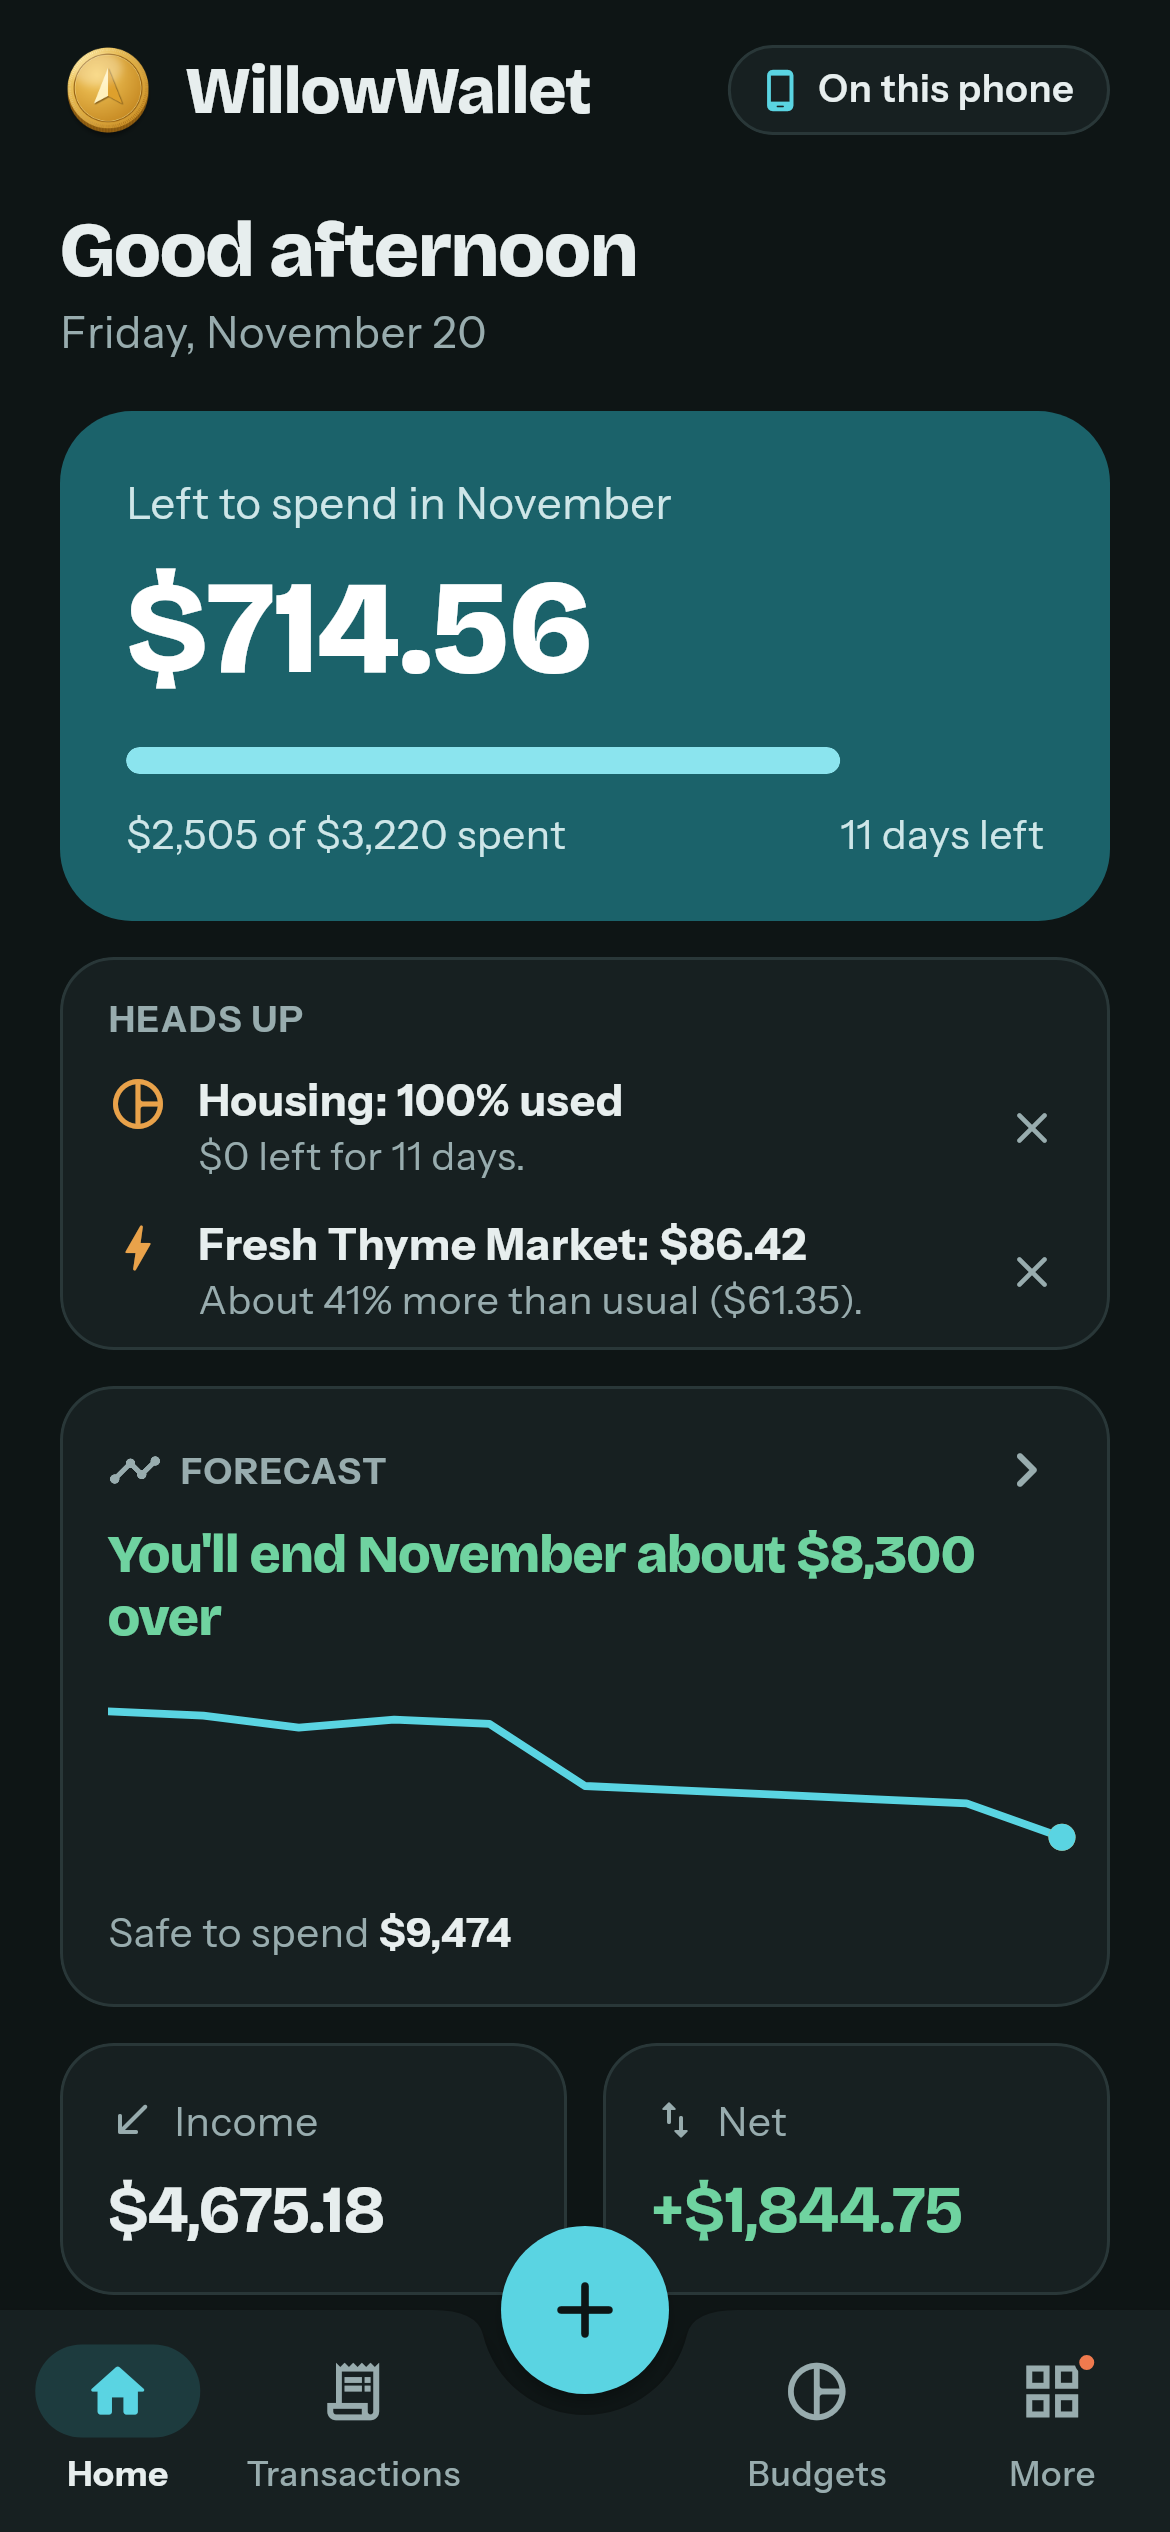 WillowWallet
On this phone
Good afternoon
Friday, November 20
Left to spend in November
$714.56
$2,505 of $3,220 spent
11 days left
HEADS UP
Housing: 100% used
$0 left for 11 days.
Fresh Thyme Market: $86.42
About 41% more than usual ($61.35).
FORECAST
You'll end November about $8,300
over
Safe to spend $9,474
Income
$4,675.18
Net
+$1,844.75
Home
Transactions
Budgets
More